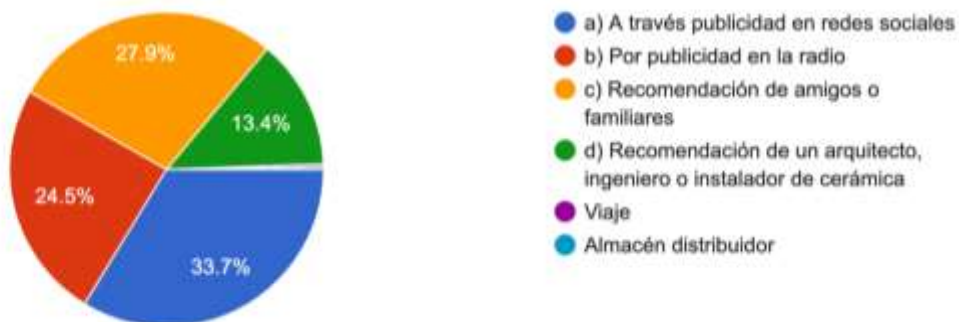 27.9%
13.4%
24.5%
33.7%
a) A través publicidad en redes sociales
b) Por publicidad en la radio
c) Recomendación de amigos o
familiares
d) Recomendación de un arquitecto,
ingeniero o instalador de cerámica
Viaje
Almacén distribuidor